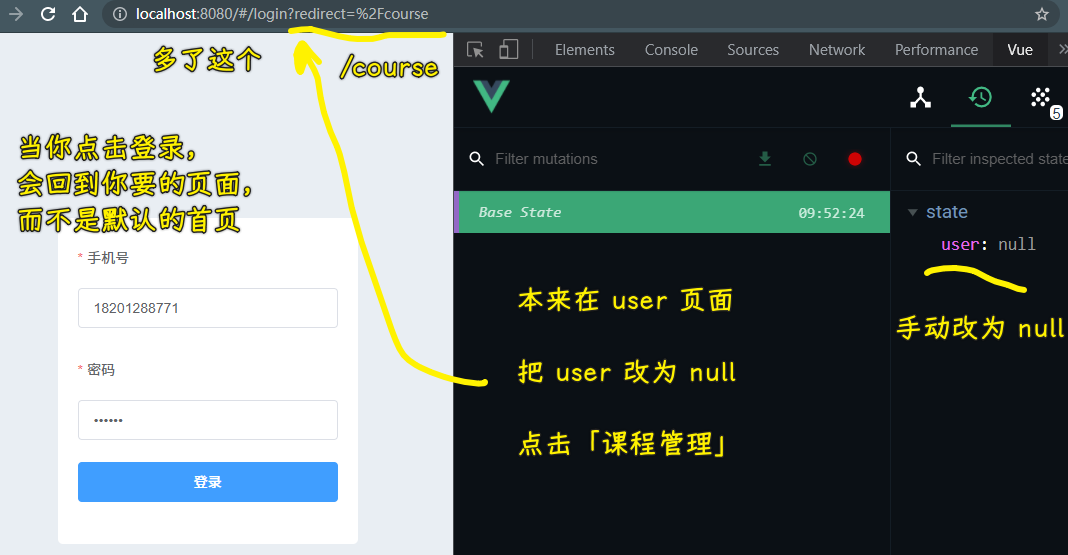 localhost:8080/#/login?redirect=%2Fcourse
多了这个
/course
当你点击登录，
会回到你要的页面，
而不是默认的首页
* 手机号
18201288771
* 密码
••••••
登录
Elements Console Sources Network Performance Vue »
5
Filter mutations
Filter inspected state
Base State 09:52:24
state
user: null
本来在 user 页面
把 user 改为 null
点击「课程管理」
手动改为 null